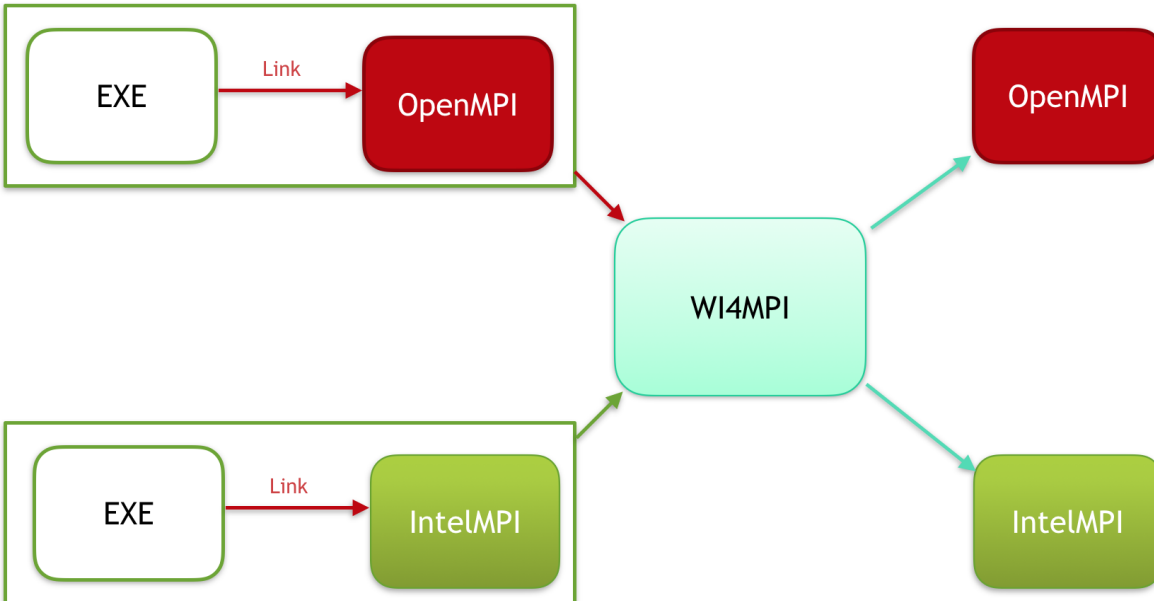 Link
EXE
OpenMPI
OpenMPI
WI4MPI
Link
EXE
IntelMPI
IntelMPI